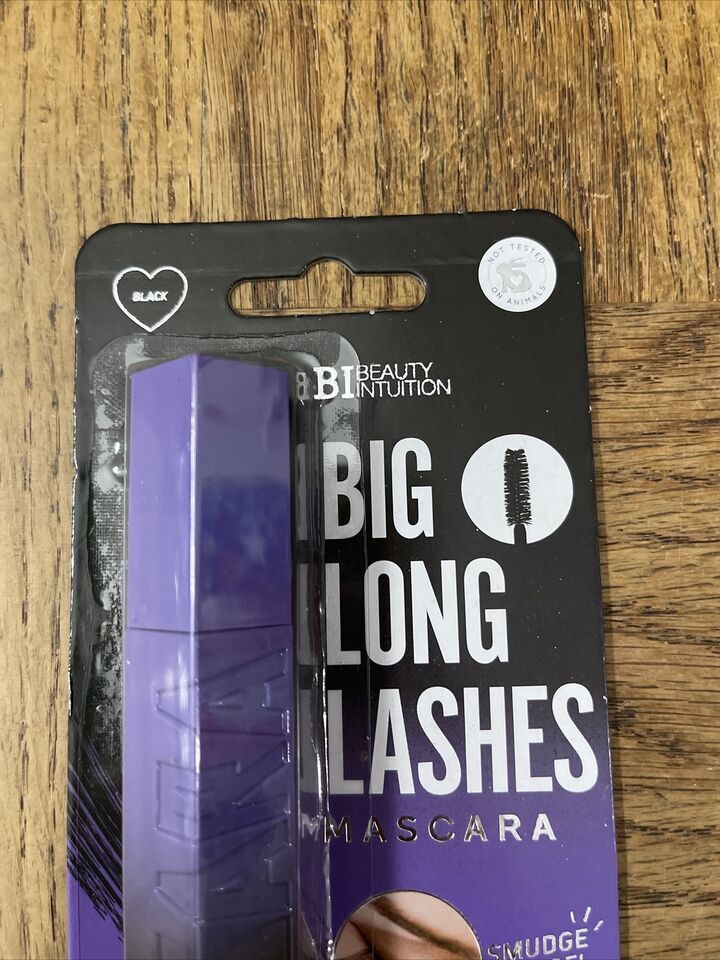 BLACK
NOT TESTED
ON ANIMALS
BI BEAUTY
INTUITION
BIG
LONG
LASHES
MASCARA
SMUDGE